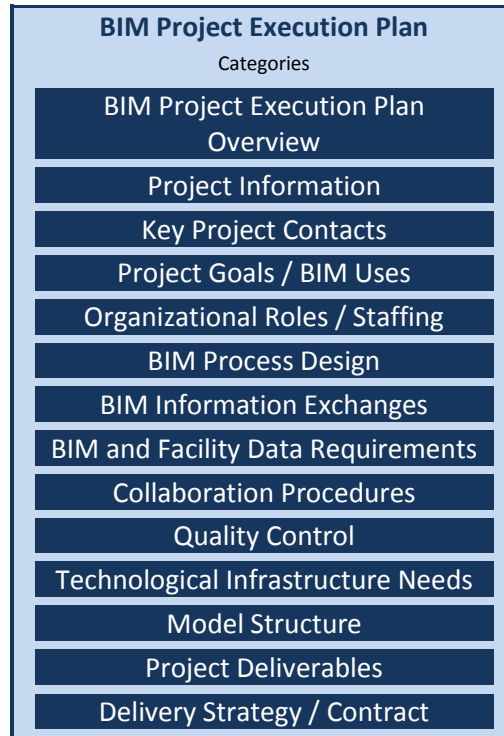 BIM Project Execution Plan
Categories
BIM Project Execution Plan
Overview
Project Information
Key Project Contacts
Project Goals / BIM Uses
Organizational Roles / Staffing
BIM Process Design
BIM Information Exchanges
BIM and Facility Data Requirements
Collaboration Procedures
Quality Control
Technological Infrastructure Needs
Model Structure
Project Deliverables
Delivery Strategy / Contract